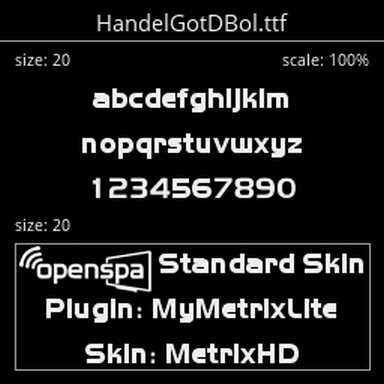 HandelGotDBol.ttf
size: 20 scale: 100%
abcdefghijklm
nopqrstuvwxyz
1234567890
size: 20
openspa Standard Skin
Plugin: MyMetrixLite
Skin: MetrixHD